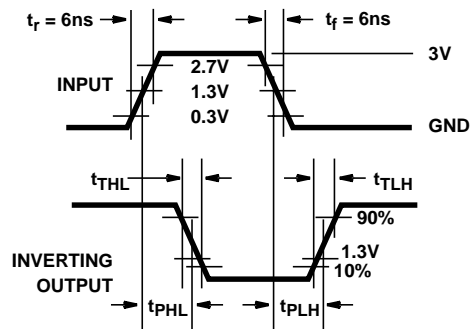 tr = 6ns
tf = 6ns
3V
2.7V
INPUT
1.3V
0.3V
GND
tTHL
tTLH
90%
INVERTING
OUTPUT
1.3V
10%
tPHL
tPLH